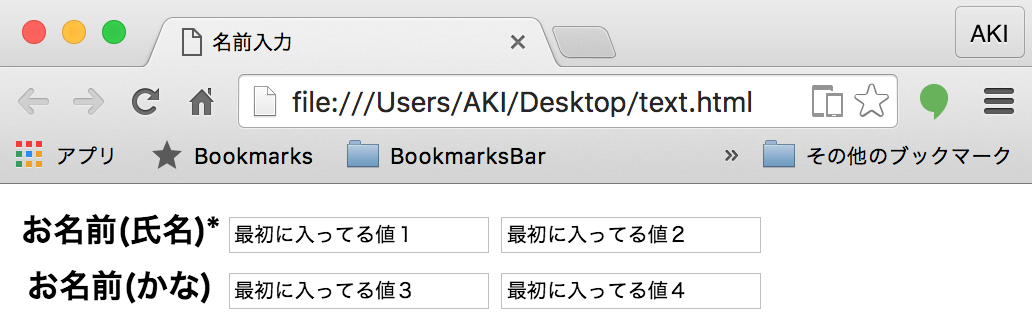 名前入力
AKI
file:///Users/AKI/Desktop/text.html
アプリ Bookmarks BookmarksBar » その他のブックマーク
お名前(氏名)* 最初に入ってる値１ 最初に入ってる値２
お名前(かな) 最初に入ってる値３ 最初に入ってる値４